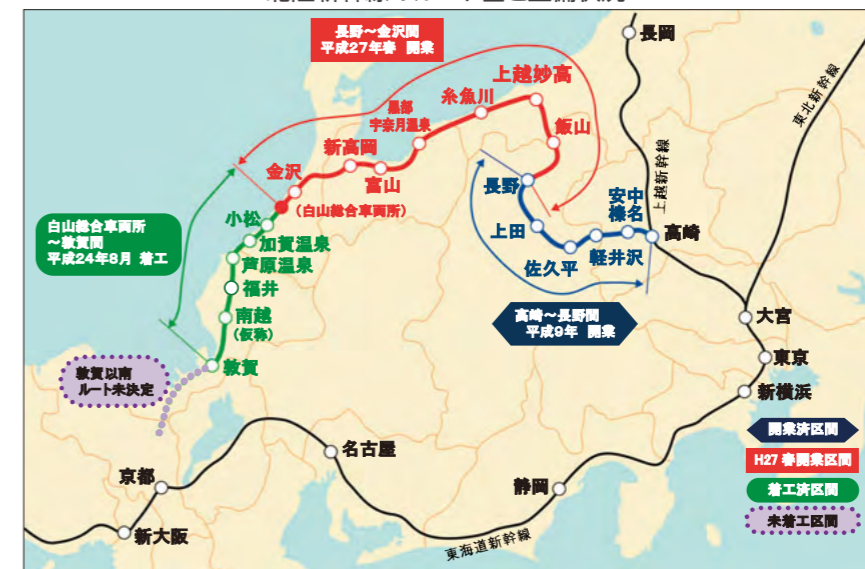 長野～金沢間
平成27年春 開業
長岡
東北新幹線
上越新幹線
上越妙高
糸魚川
黒部
宇奈月温泉
飯山
新高岡
富山
金沢
(白山総合車両所)
長野
上田
佐久平
軽井沢
安中
榛名
高崎
小松
加賀温泉
芦原温泉
福井
南越
(仮称)
敦賀
白山総合車両所
～敦賀間
平成24年8月 着工
高崎～長野間
平成9年 開業
敦賀以南
ルート未決定
大宮
東京
新横浜
名古屋
京都
静岡
新大阪
東海道新幹線
開業済区間
H27春開業区間
着工済区間
未着工区間